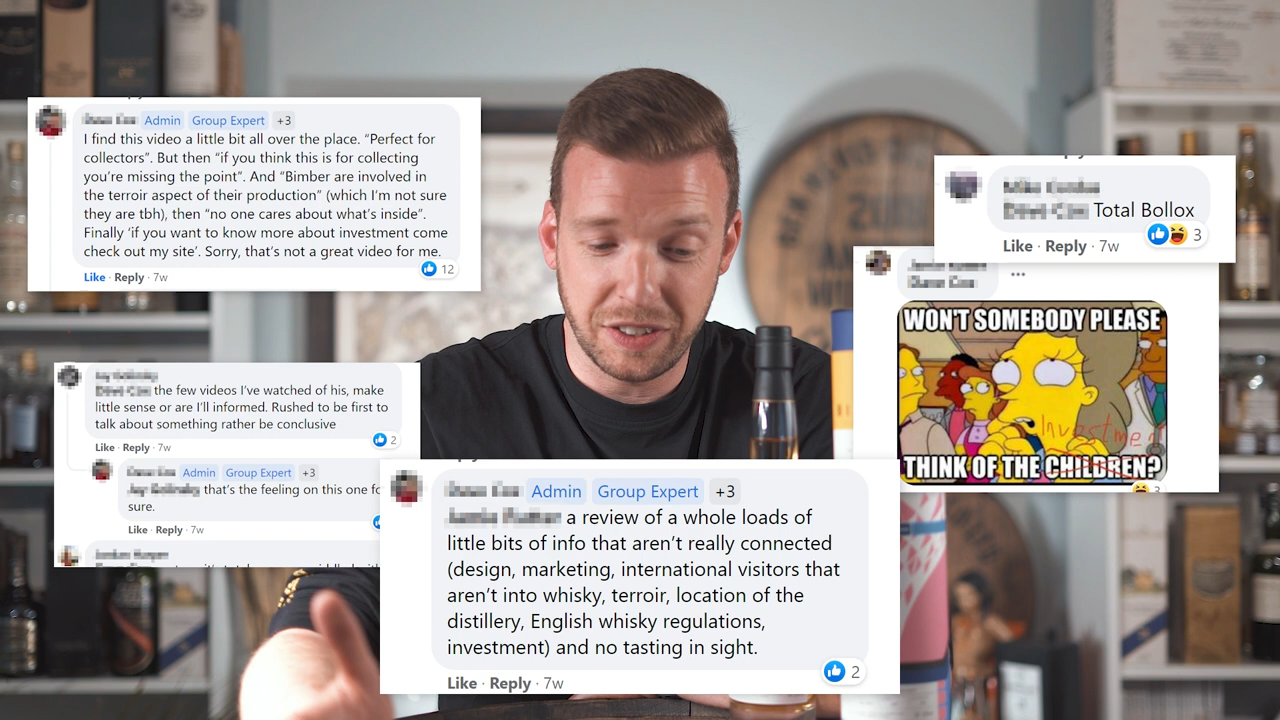 Admin Group Expert +3
I find this video a little bit all over the place. “Perfect for
collectors”. But then “if you think this is for collecting
you’re missing the point”. And “Bimber are involved in
the terroir aspect of their production” (which I’m not sure
they are tbh), then “no one cares about what’s inside”.
Finally ‘if you want to know more about investment come
check out my site’. Sorry, that’s not a great video for me.
12
Like · Reply · 7w
the few videos I’ve watched of his, make
little sense or are I’ll informed. Rushed to be first to
talk about something rather be conclusive
2
Like · Reply · 7w
Admin Group Expert +3
that’s the feeling on this one fo
sure.
Like · Reply · 7w
Admin Group Expert +3
a review of a whole loads of
little bits of info that aren’t really connected
(design, marketing, international visitors that
aren’t into whisky, terroir, location of the
distillery, English whisky regulations,
investment) and no tasting in sight.
2
Like · Reply · 7w
Total Bollox
Like · Reply · 7w
3
...
WON'T SOMEBODY PLEASE
Investment
THINK OF THE CHILDREN?
3